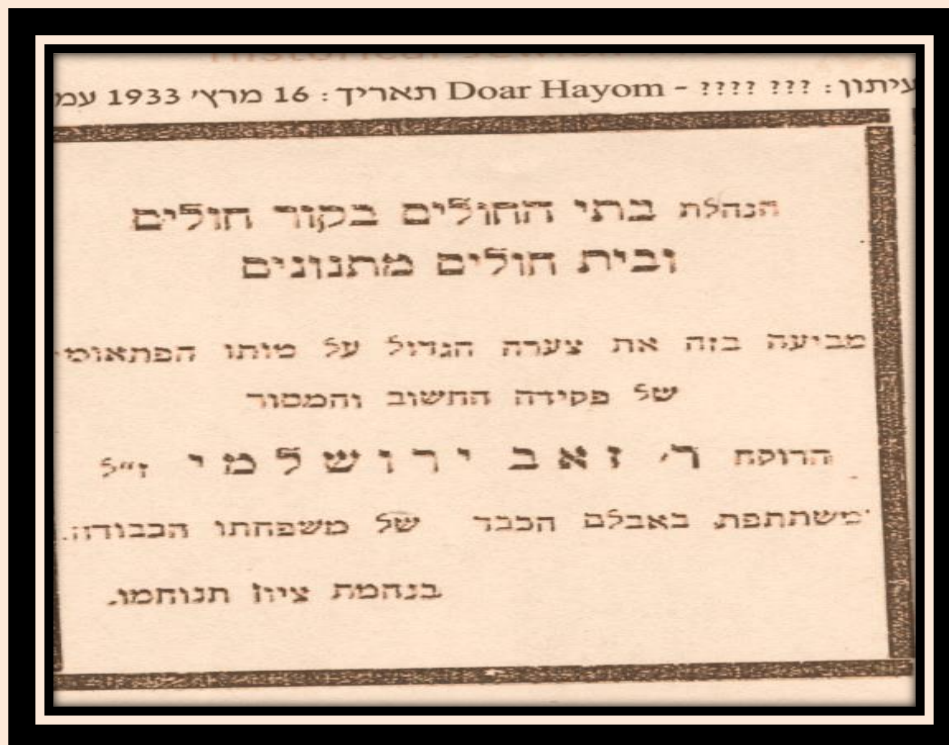 עיתון : ??? ???? - Doar Hayom תאריך : 16 מרץ' 1933 עמ
הנהלת בתי החולים בקור חולים
ובית חולים מתנונים
מביעה בזה את צערה הגדול על מותו הפתאומי
של פקידה החשוב והמסור
הרוקח ר' זאב ירושלמי ז"ל
משתתפת באבלם הכבד של משפחתו הכבודה.
בנחמת ציון תנוחמו.